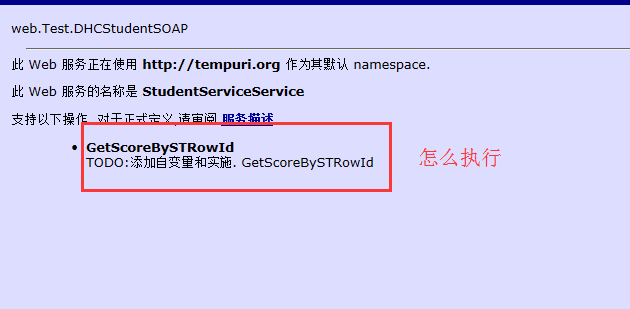 web.Test.DHCStudentSOAP
此 Web 服务正在使用 http://tempuri.org 作为其默认 namespace.
此 Web 服务的名称是 StudentServiceService
支持以下操作. 对于正式定义,请审阅 服务描述
• GetScoreBySTRowId
TODO:添加自变量和实施. GetScoreBySTRowId
怎么执行